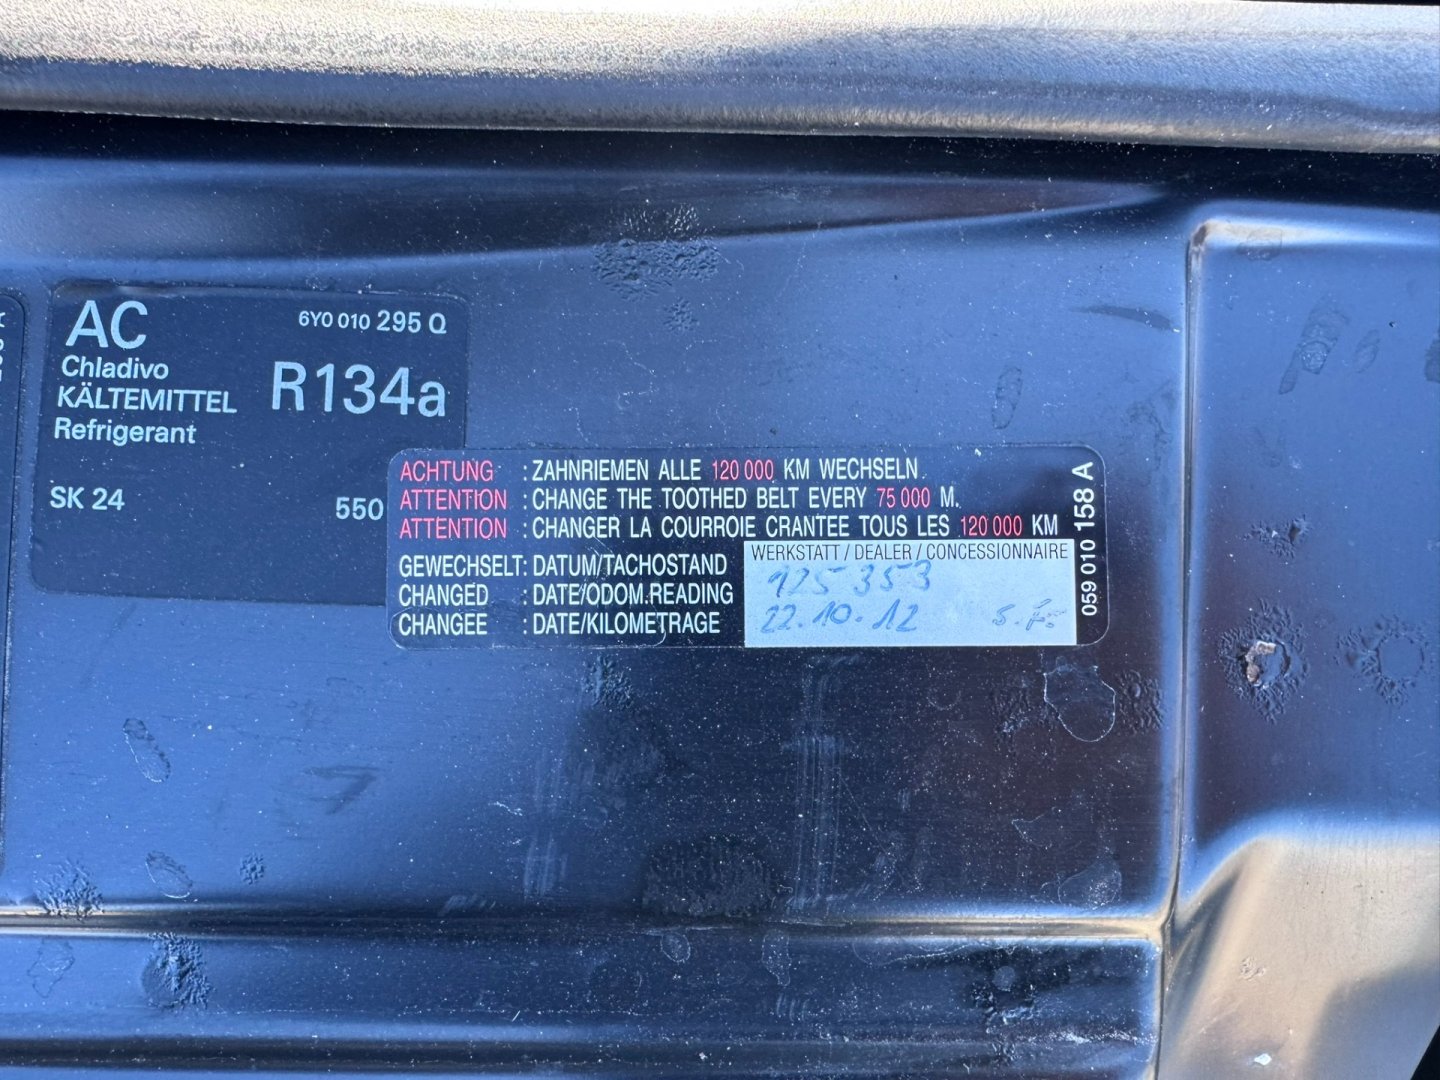 AC
6Y0 010 295 Q
Chladivo
KÄLTEMITTEL
Refrigerant
R134a
SK 24
550
ACHTUNG : ZAHNRIEMEN ALLE 120 000 KM WECHSELN.
ATTENTION : CHANGE THE TOOTHED BELT EVERY 75 000 M.
ATTENTION : CHANGER LA COURROIE CRANTEE TOUS LES 120 000 KM
GEWECHSELT: DATUM/TACHOSTAND
CHANGED : DATE/ODOM.READING
CHANGEE : DATE/KILOMETRAGE
WERKSTATT/DEALER/CONCESSIONNAIRE
125 353
22.10.12
059 010 158 A